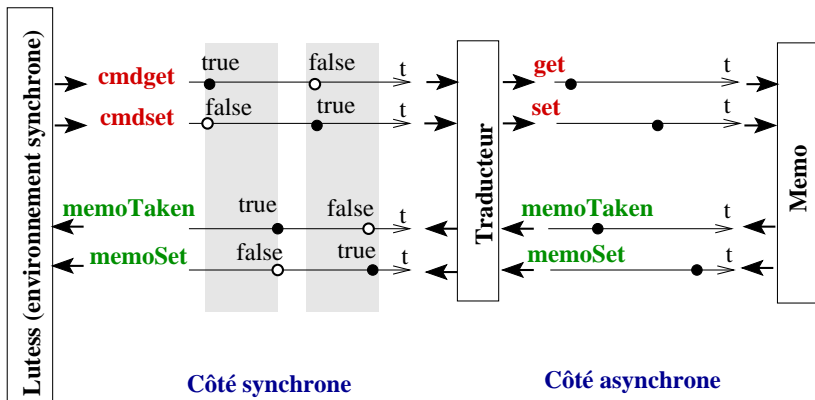 Lutess (environnement synchrone)
true false t
cmdget
false true t
cmdset
true false t
memoTaken
false true t
memoSet
Traducteur
get t
set t
memoTaken t
memoSet t
Memo
Côté synchrone
Côté asynchrone